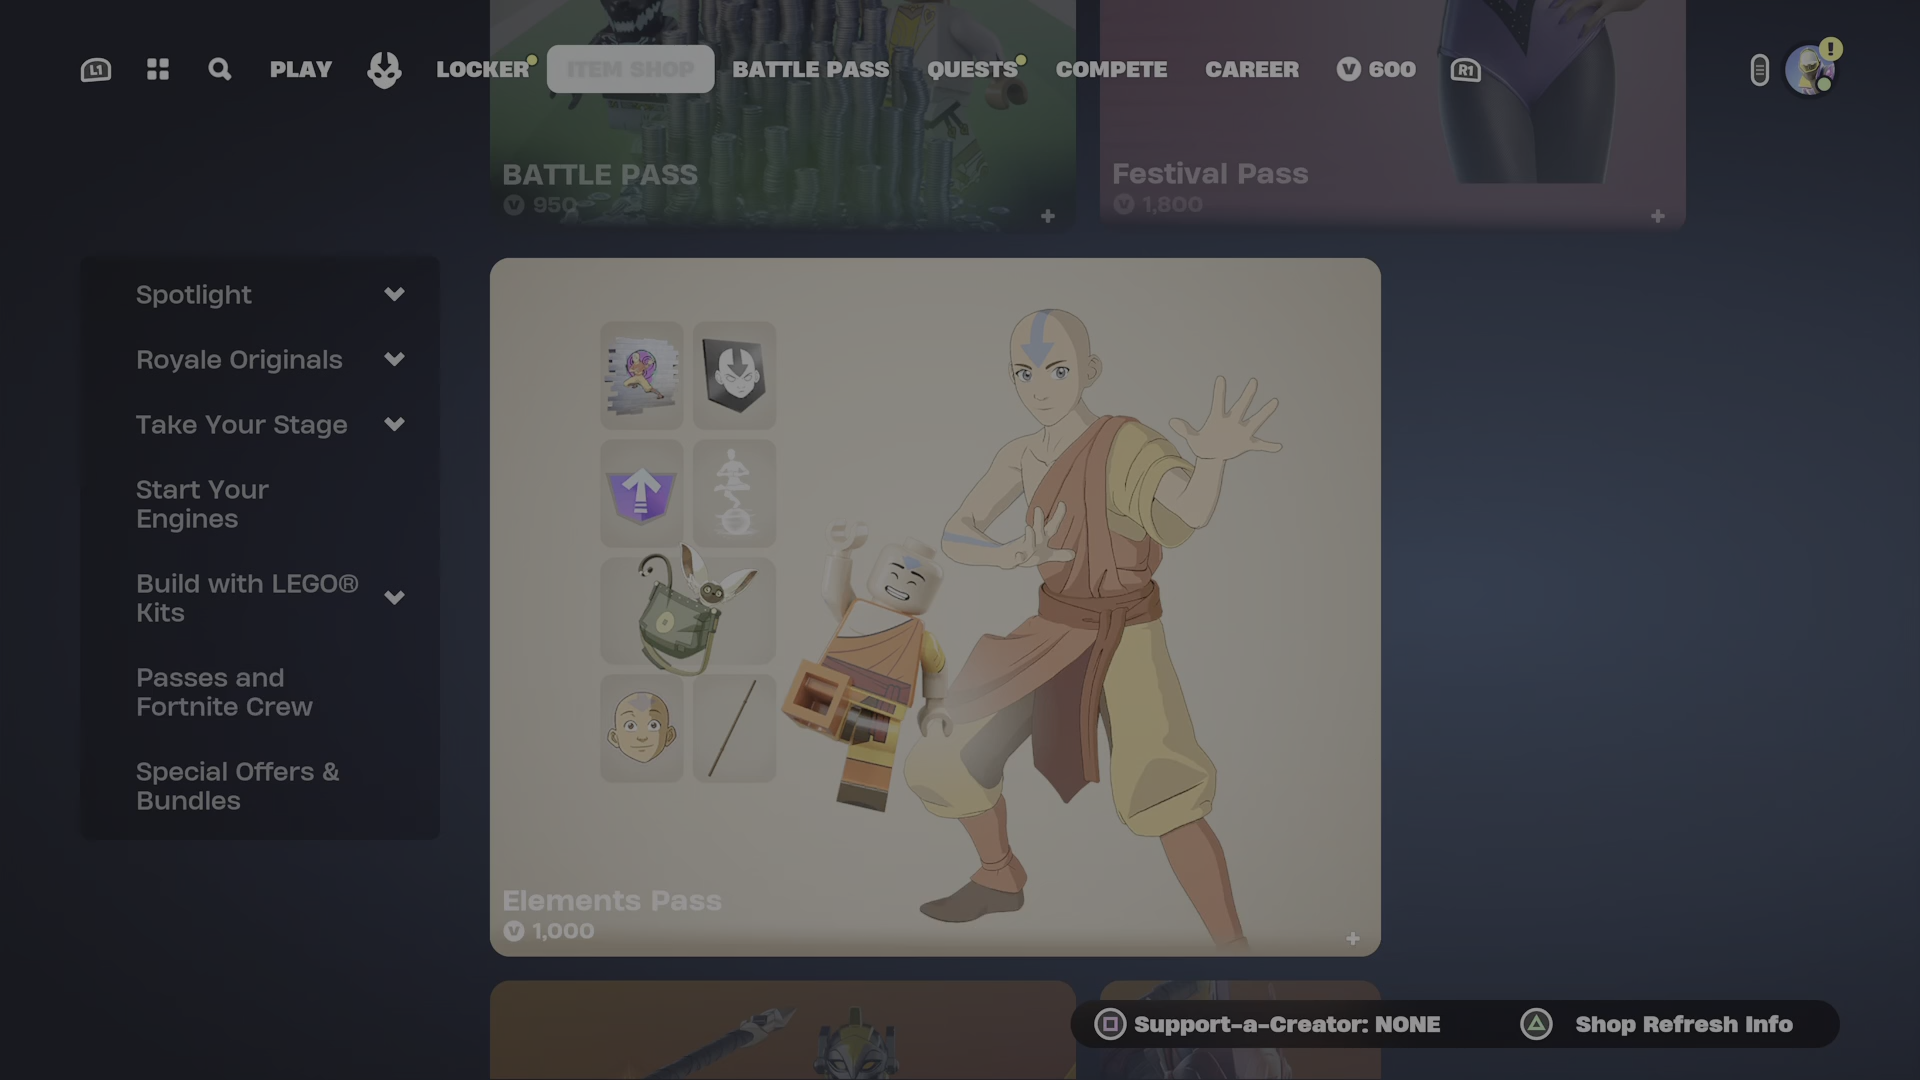 L1
PLAY
LOCKER
ITEM SHOP
BATTLE PASS
QUESTS
COMPETE
CAREER
V 600
R1
!
BATTLE PASS
V 950
Festival Pass
V 1,800
Spotlight
Royale Originals
Take Your Stage
Start Your
Engines
Build with LEGO®
Kits
Passes and
Fortnite Crew
Special Offers &
Bundles
Elements Pass
V 1,000
Support-a-Creator: NONE
Shop Refresh Info